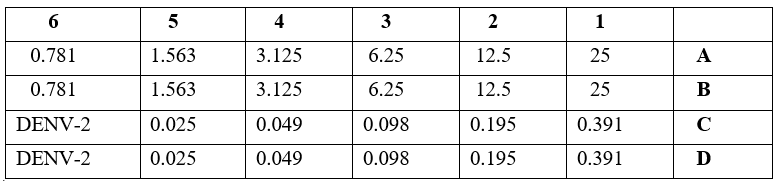 6 5 4 3 2 1
0.781 1.563 3.125 6.25 12.5 25 A
0.781 1.563 3.125 6.25 12.5 25 B
DENV-2 0.025 0.049 0.098 0.195 0.391 C
DENV-2 0.025 0.049 0.098 0.195 0.391 D